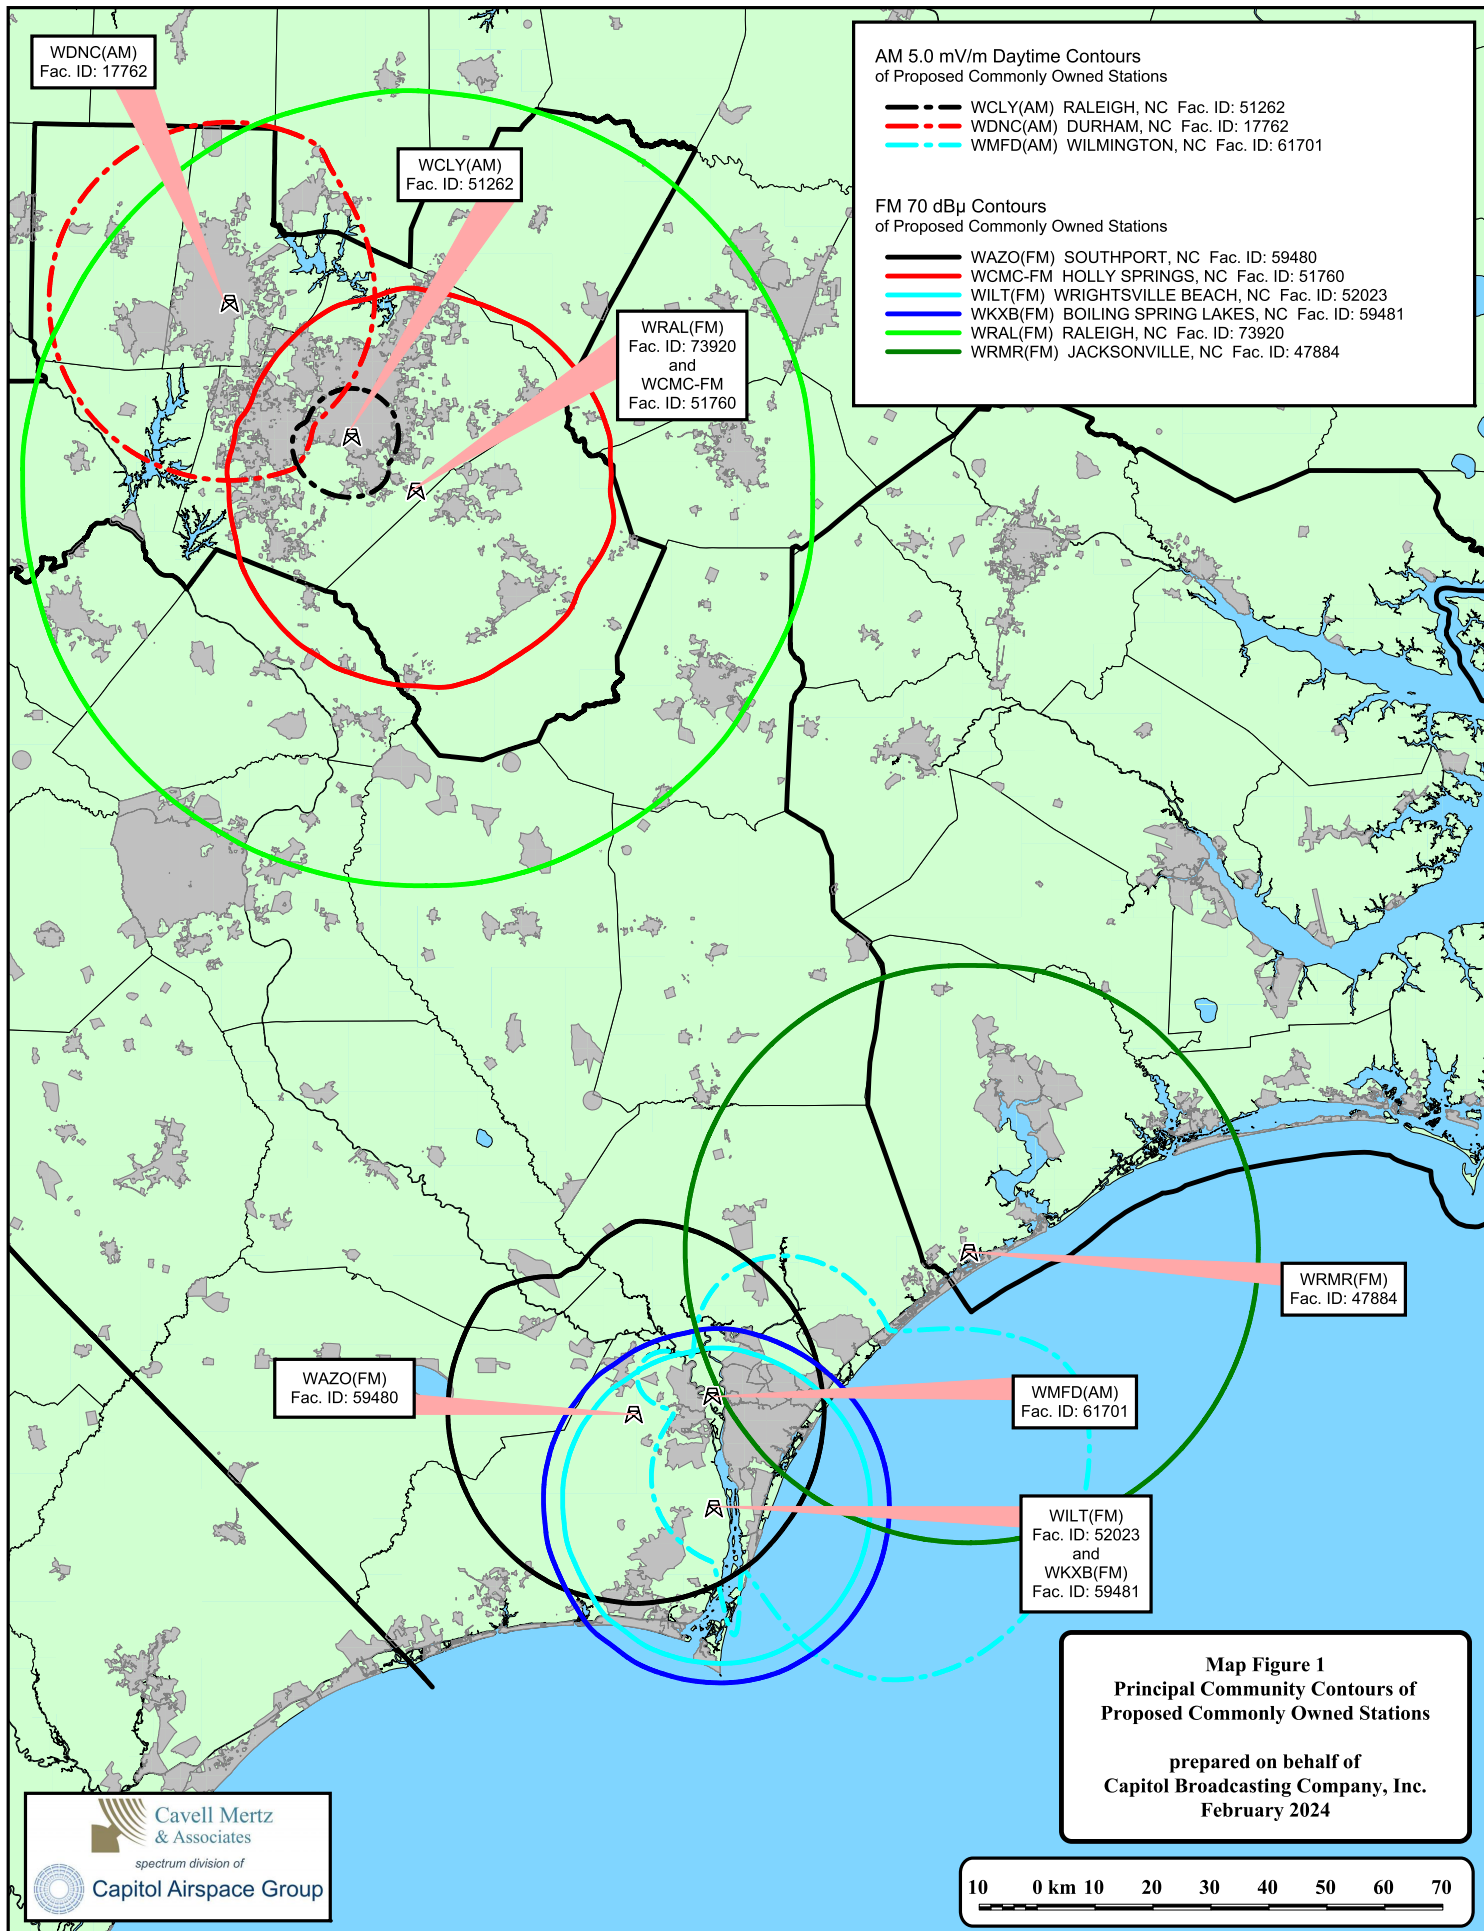 WDNC(AM)
Fac. ID: 17762
WCLY(AM)
Fac. ID: 51262
WRAL(FM)
Fac. ID: 73920
and
WCMC-FM
Fac. ID: 51760
AM 5.0 mV/m Daytime Contours
of Proposed Commonly Owned Stations
WCLY(AM) RALEIGH, NC Fac. ID: 51262
WDNC(AM) DURHAM, NC Fac. ID: 17762
WMFD(AM) WILMINGTON, NC Fac. ID: 61701
FM 70 dBµ Contours
of Proposed Commonly Owned Stations
WAZO(FM) SOUTHPORT, NC Fac. ID: 59480
WCMC-FM HOLLY SPRINGS, NC Fac. ID: 51760
WILT(FM) WRIGHTSVILLE BEACH, NC Fac. ID: 52023
WKXB(FM) BOILING SPRING LAKES, NC Fac. ID: 59481
WRAL(FM) RALEIGH, NC Fac. ID: 73920
WRMR(FM) JACKSONVILLE, NC Fac. ID: 47884
WRMR(FM)
Fac. ID: 47884
WAZO(FM)
Fac. ID: 59480
WMFD(AM)
Fac. ID: 61701
WILT(FM)
Fac. ID: 52023
and
WKXB(FM)
Fac. ID: 59481
Map Figure 1
Principal Community Contours of
Proposed Commonly Owned Stations
prepared on behalf of
Capitol Broadcasting Company, Inc.
February 2024
Cavell Mertz
& Associates
spectrum division of
Capitol Airspace Group
10 0 km 10 20 30 40 50 60 70